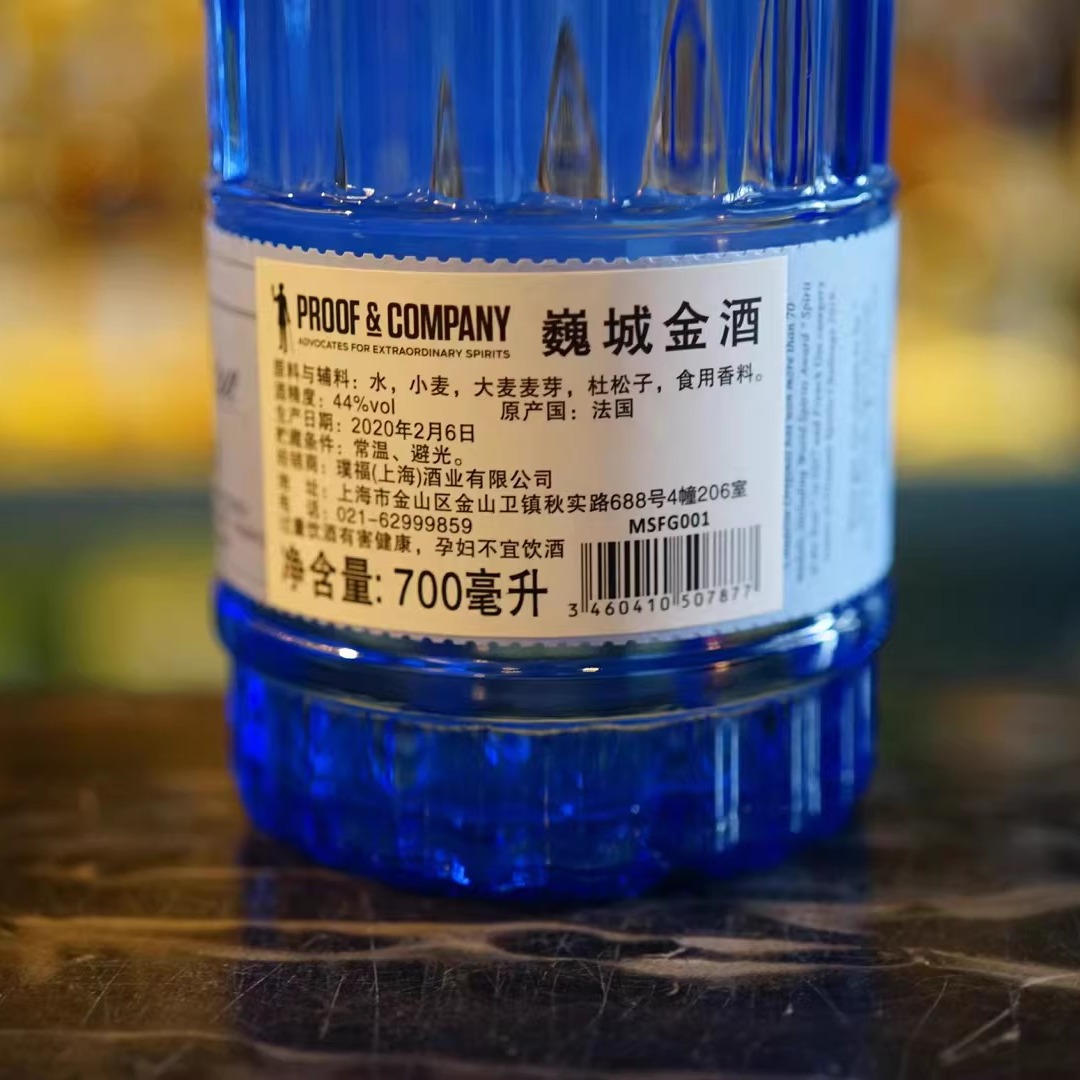 PROOF & COMPANY
ADVOCATES FOR EXTRAORDINARY SPIRITS
巍城金酒
原料与辅料：水，小麦，大麦麦芽，杜松子，食用香料。
酒精度：44%vol 原产国：法国
生产日期：2020年2月6日
贮藏条件：常温、避光。
经销商：璞福(上海)酒业有限公司
地 址：上海市金山区金山卫镇秋实路688号4幢206室
电 话：021-62999859
过量饮酒有害健康，孕妇不宜饮酒
MSFG001
净含量：700毫升
3 460410 507877
more than 70